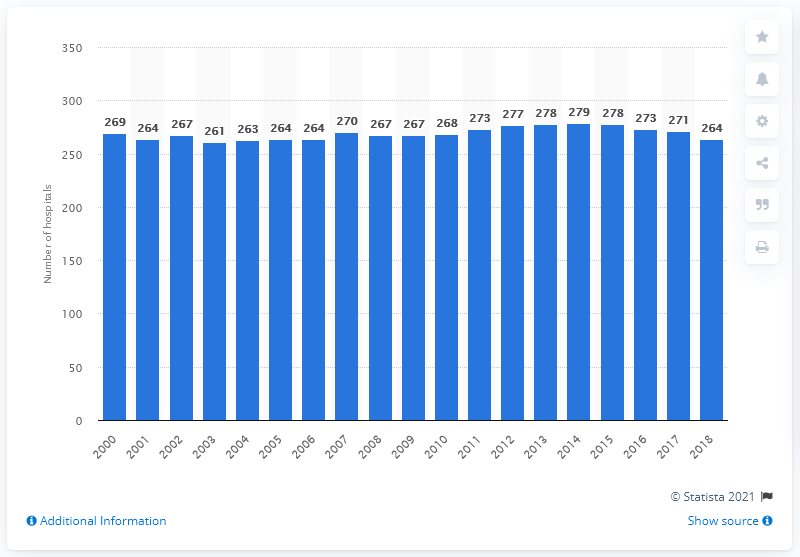 350
300
250
200
150
100
50
0
Number of hospitals
269 264 267 261 263 264 264 270 267 267 268 273 277 278 279 278 273 271 264
2000 2001 2002 2003 2004 2005 2006 2007 2008 2009 2010 2011 2012 2013 2014 2015 2016 2017 2018
© Statista 2021
Additional Information
Show source